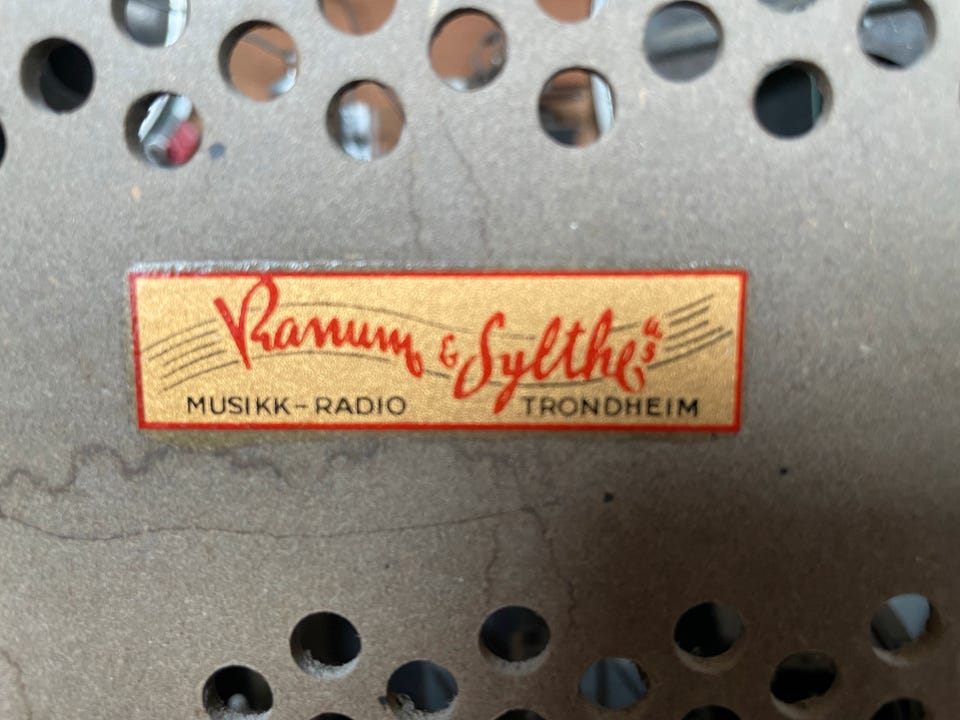 Ranum & Sylthe a/s
MUSIKK-RADIO TRONDHEIM